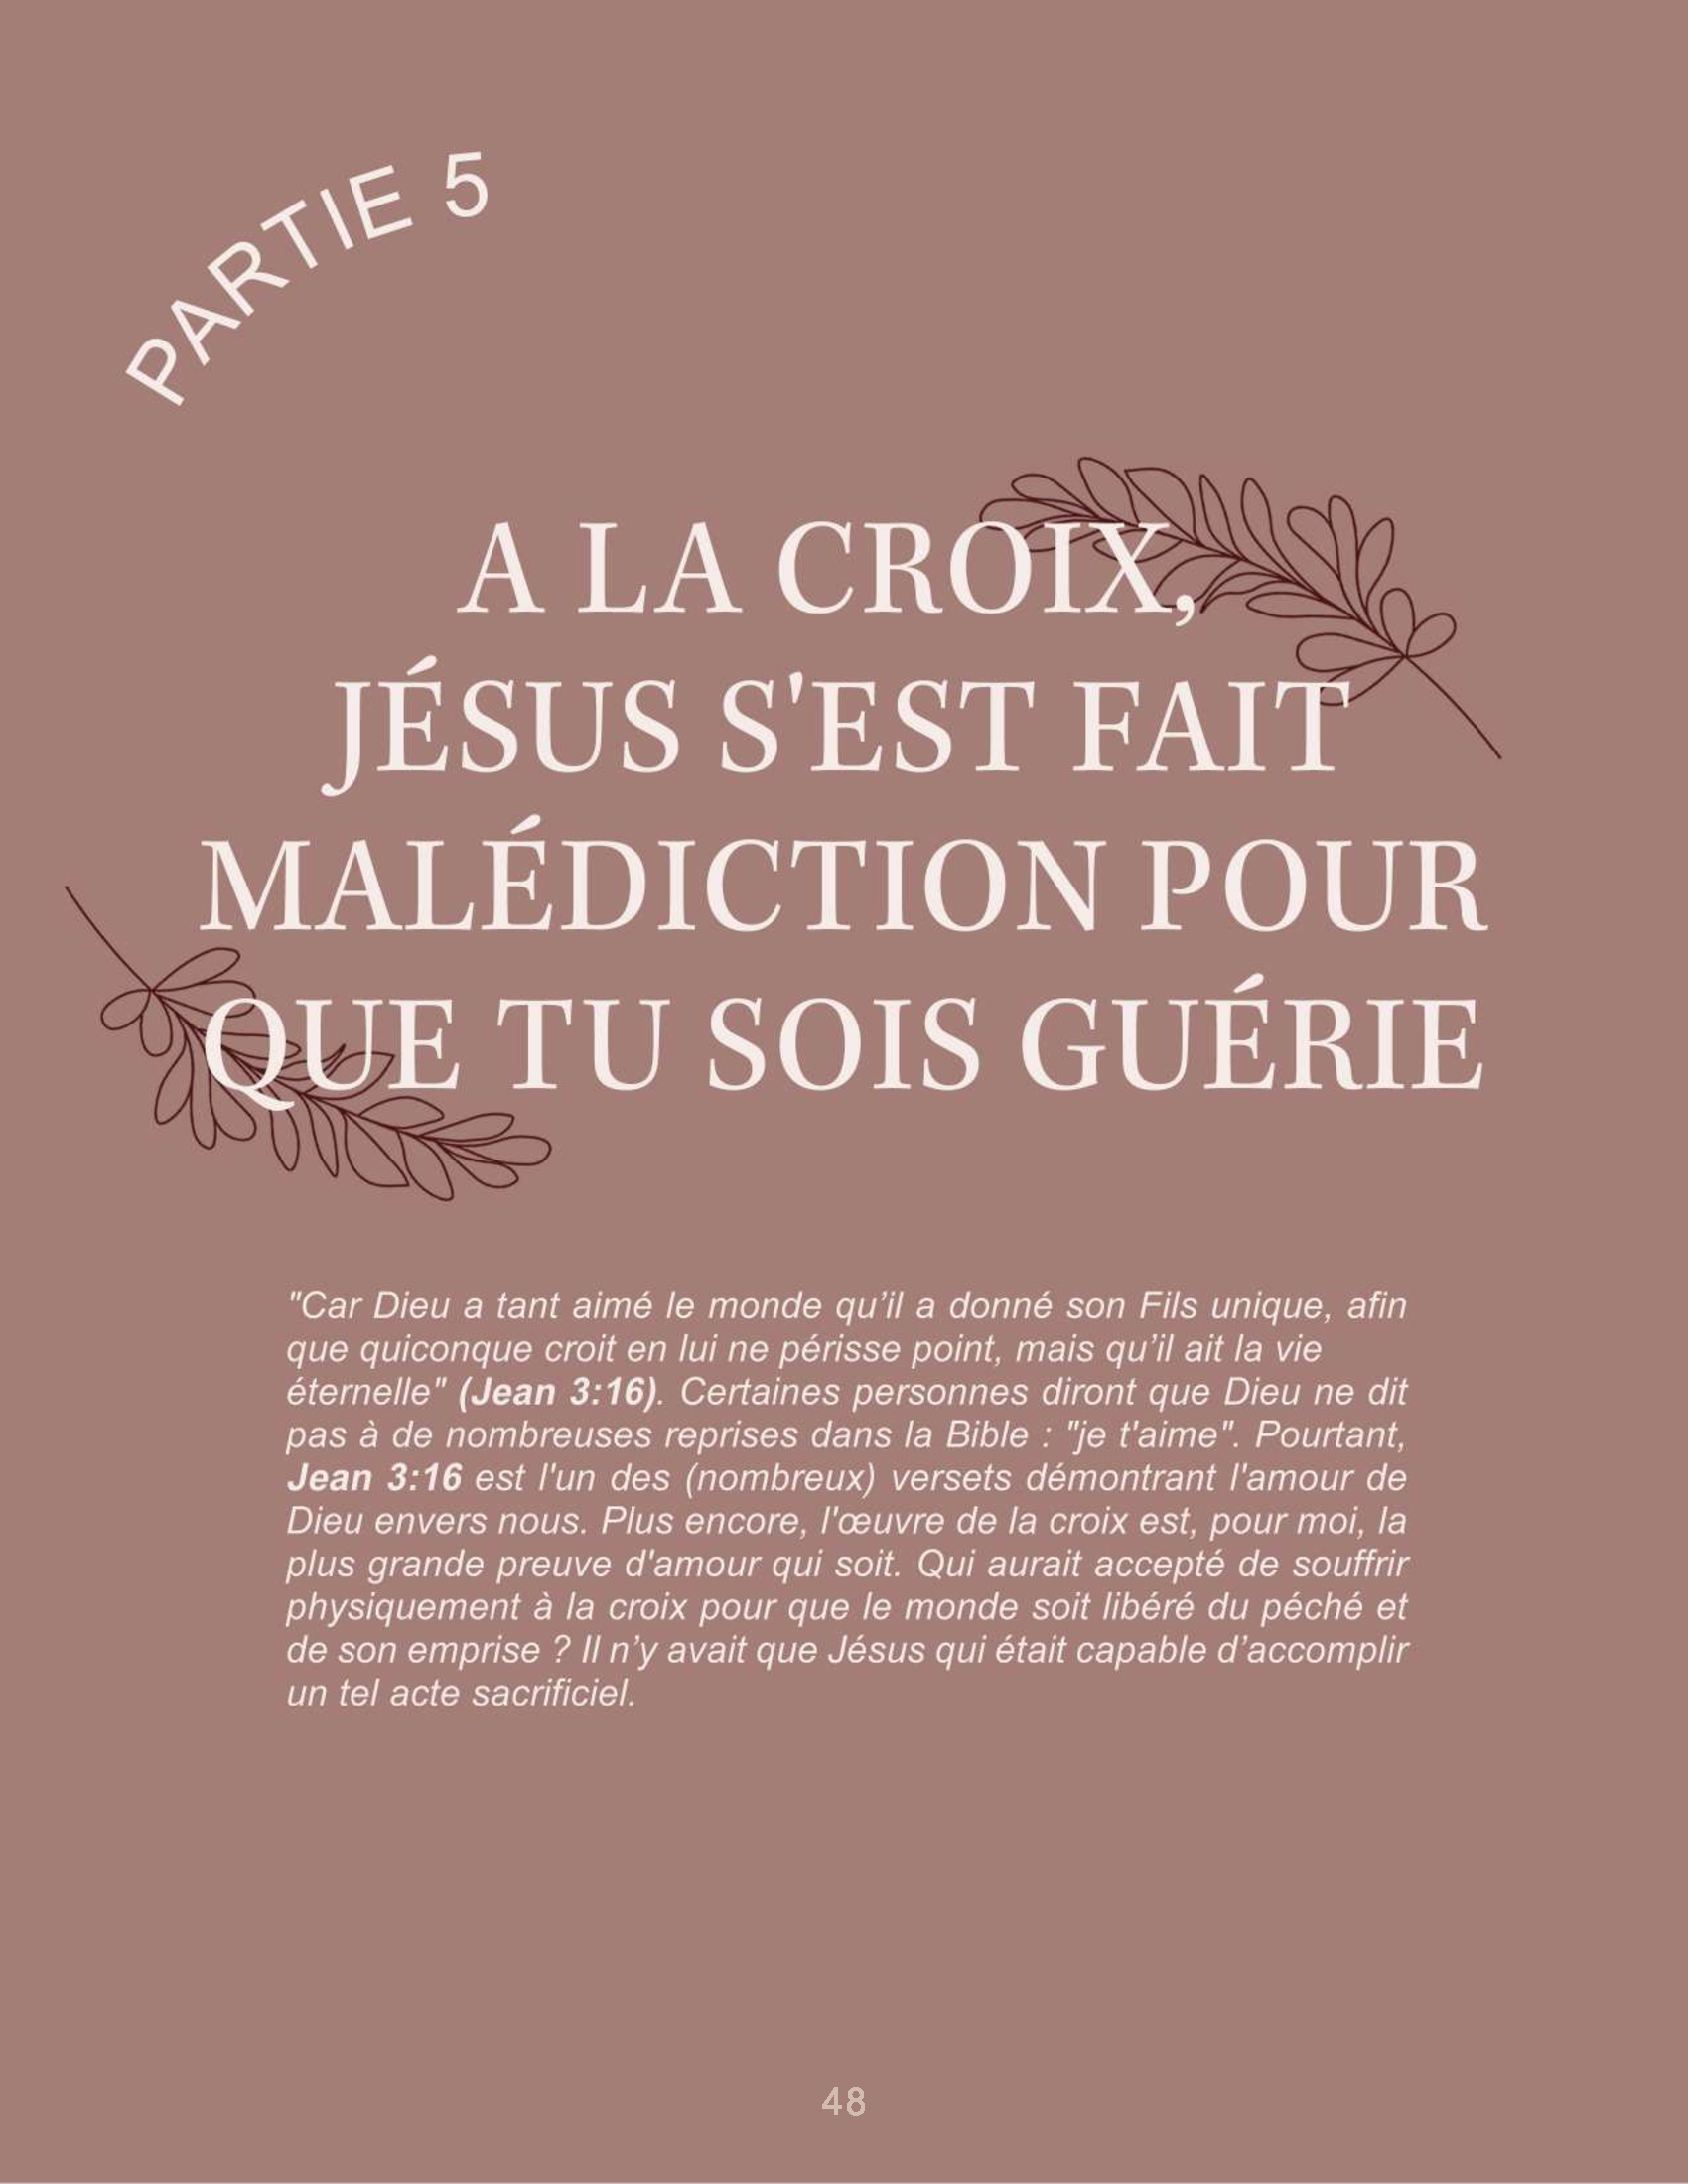 PARTIE 5
A LA CROIX,
JÉSUS S'EST FAIT
MALÉDICTION POUR
QUE TU SOIS GUÉRIE
"Car Dieu a tant aimé le monde qu’il a donné son Fils unique, afin
que quiconque croit en lui ne périsse point, mais qu’il ait la vie
éternelle" (Jean 3:16). Certaines personnes diront que Dieu ne dit
pas à de nombreuses reprises dans la Bible : "je t'aime". Pourtant,
Jean 3:16 est l'un des (nombreux) versets démontrant l'amour de
Dieu envers nous. Plus encore, l'œuvre de la croix est, pour moi, la
plus grande preuve d'amour qui soit. Qui aurait accepté de souffrir
physiquement à la croix pour que le monde soit libéré du péché et
de son emprise ? Il n’y avait que Jésus qui était capable d’accomplir
un tel acte sacrificiel.
48